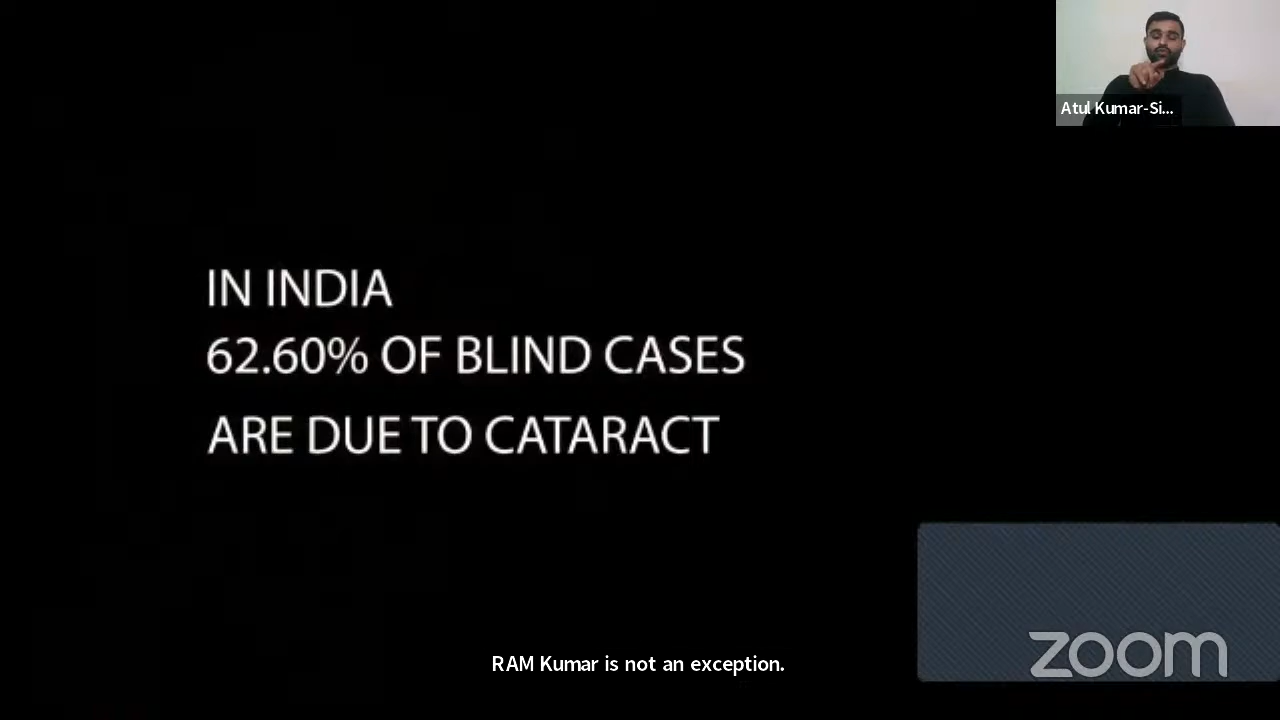 Atul Kumar-Si...
IN INDIA
62.60% OF BLIND CASES
ARE DUE TO CATARACT
RAM Kumar is not an exception.
zoom